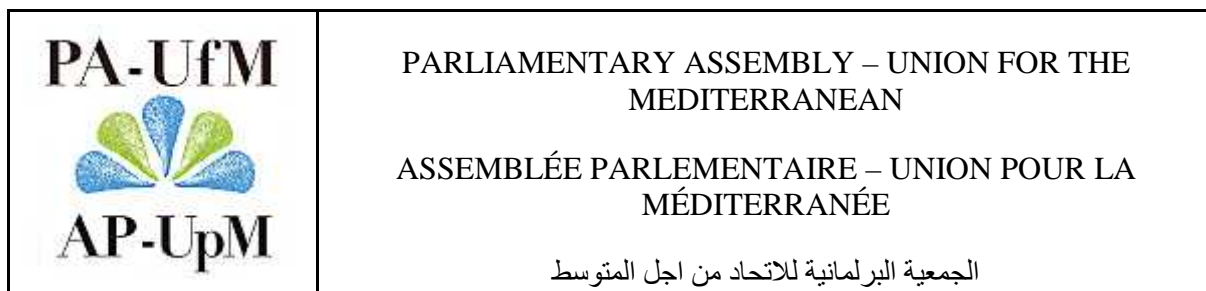 PA-UfM
AP-UpM
PARLIAMENTARY ASSEMBLY – UNION FOR THE
MEDITERRANEAN
ASSEMBLÉE PARLEMENTAIRE – UNION POUR LA
MÉDITERRANÉE
الجمعية البرلمانية للاتحاد من اجل المتوسط